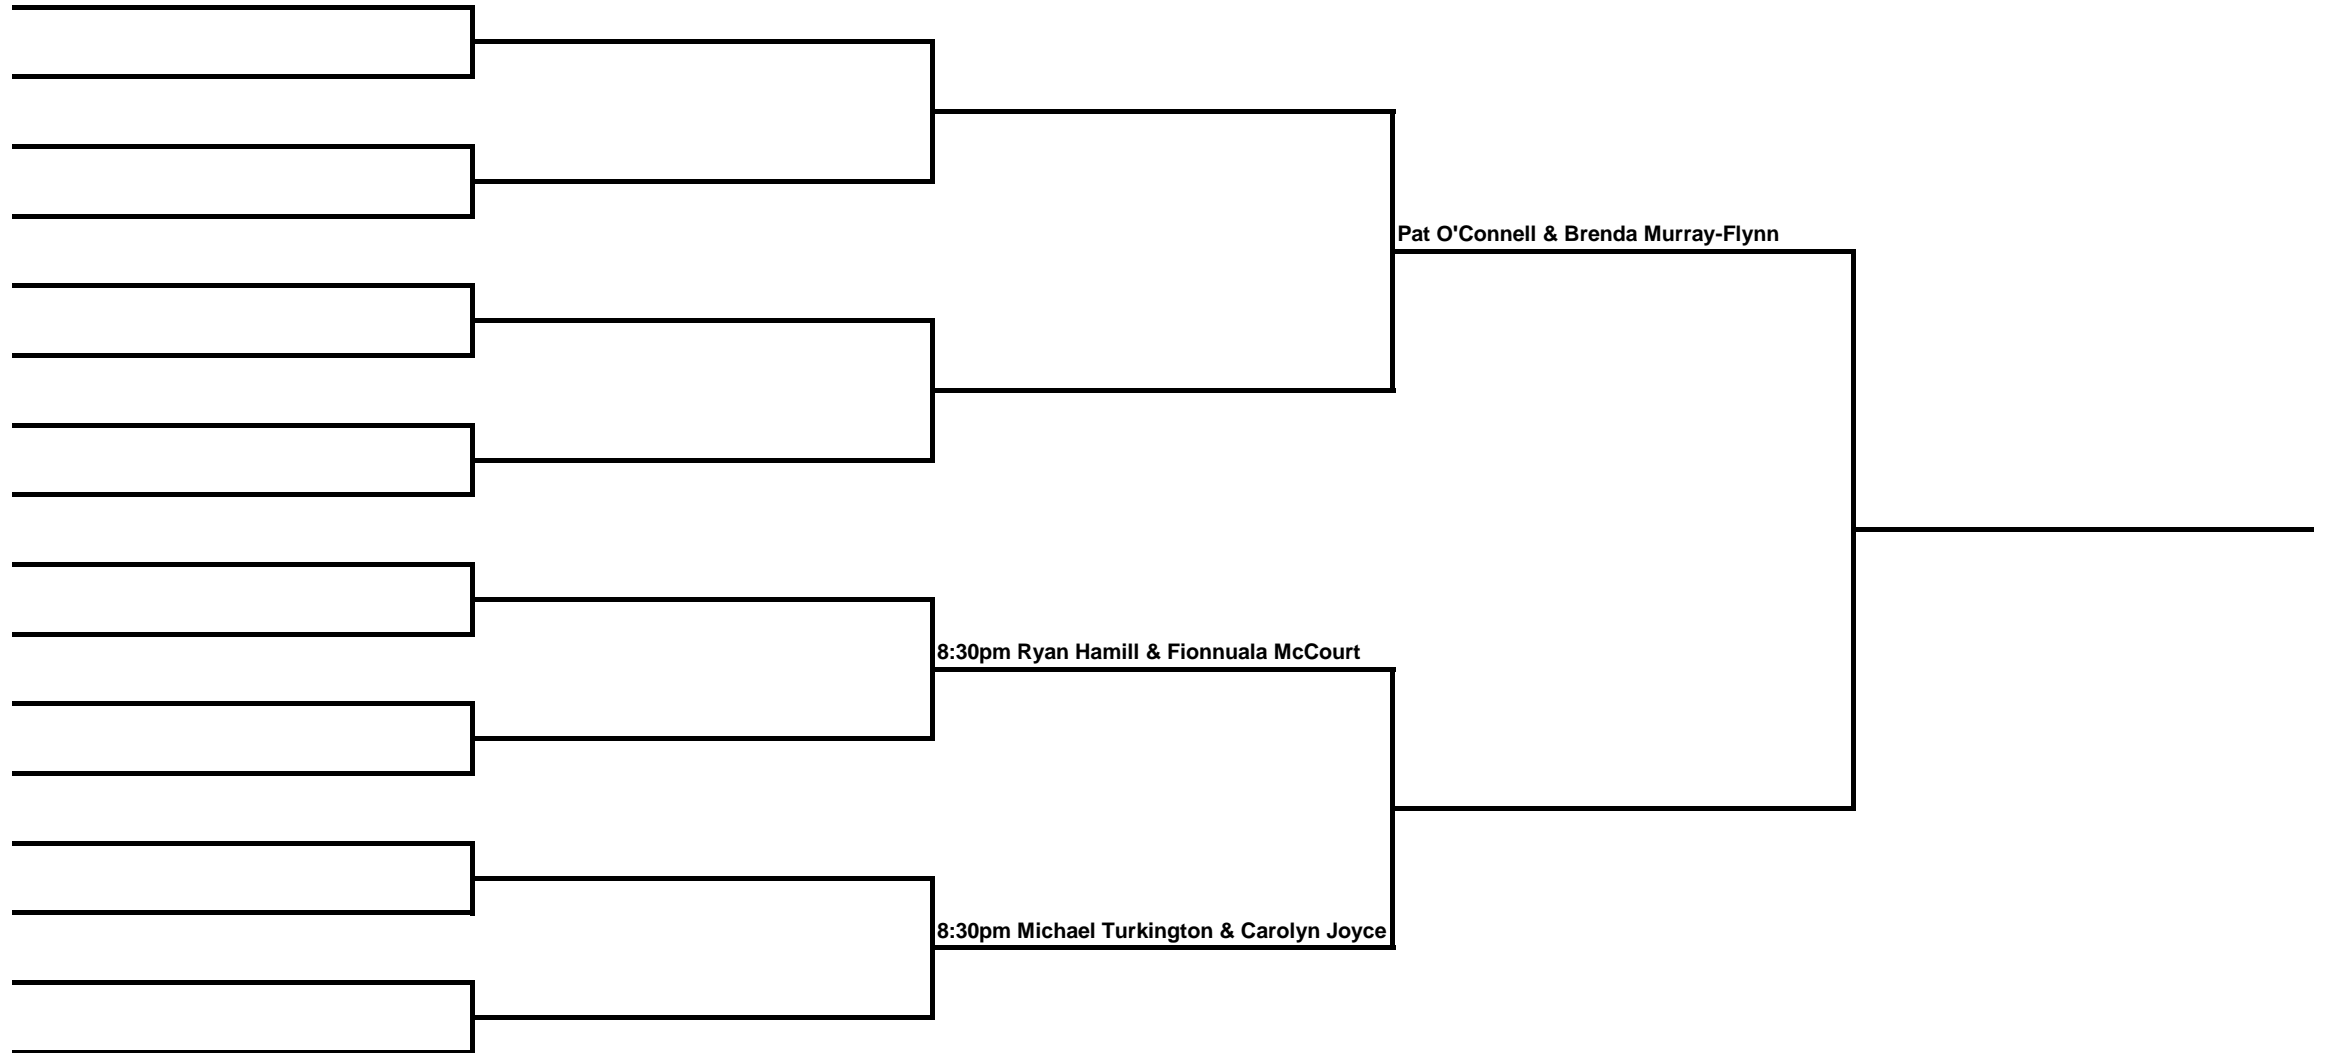 Pat O'Connell & Brenda Murray-Flynn
8:30pm Ryan Hamill & Fionnuala McCourt
8:30pm Michael Turkington & Carolyn Joyce